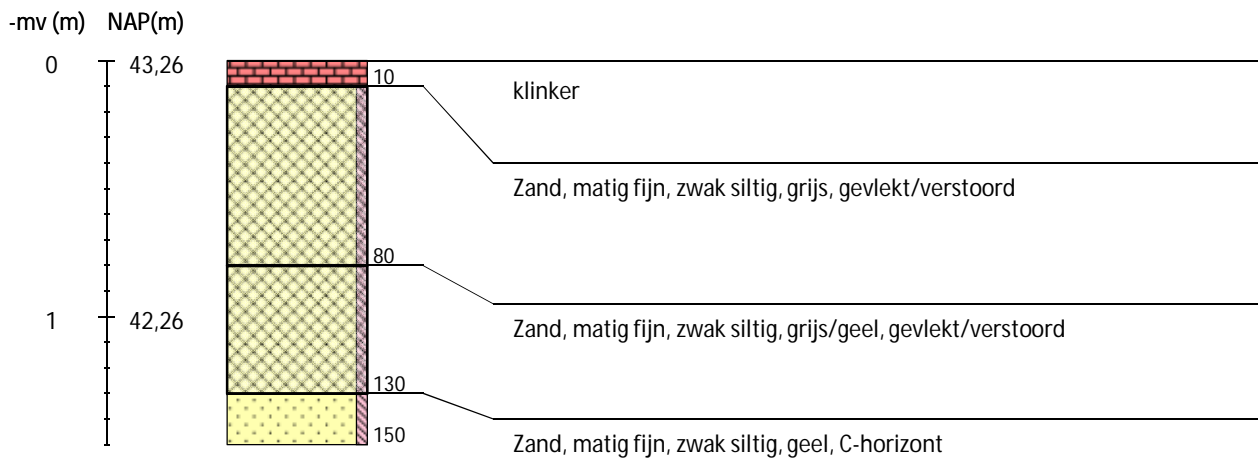 -mv (m) NAP(m)
0 43,26
10
klinker
Zand, matig fijn, zwak siltig, grijs, gevlekt/verstoord
80
1 42,26
Zand, matig fijn, zwak siltig, grijs/geel, gevlekt/verstoord
130
150
Zand, matig fijn, zwak siltig, geel, C-horizont